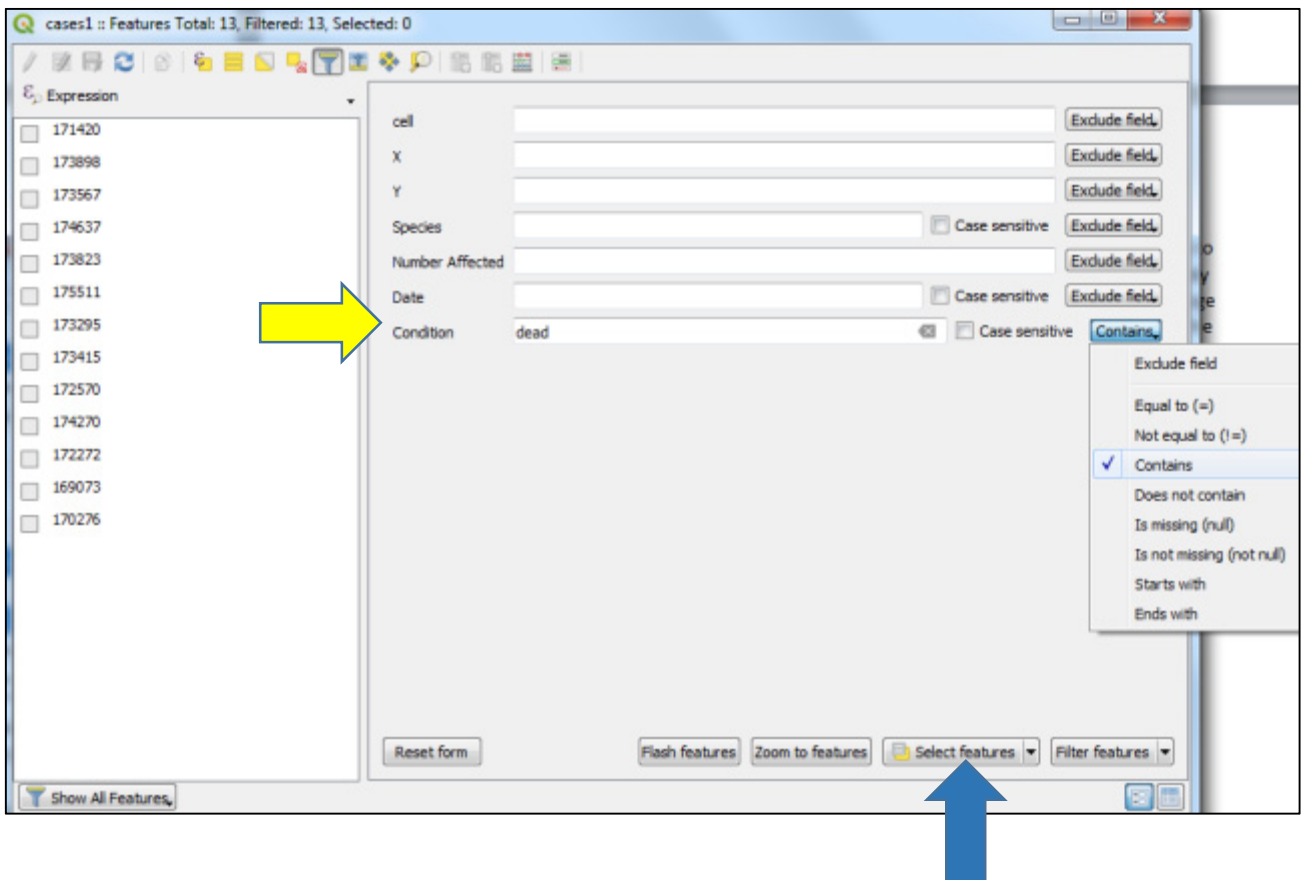 cases1 :: Features Total: 13, Filtered: 13, Selected: 0
Expression
171420
173898
173567
174637
173823
175511
173295
173415
172570
174270
172272
169073
170276
cell Exclude field
X Exclude field
Y Exclude field
Species Case sensitive Exclude field
Number Affected Exclude field
Date Case sensitive Exclude field
Condition dead Case sensitive Contains
Exclude field
Equal to (=)
Not equal to (!=)
Contains
Does not contain
Is missing (null)
Is not missing (not null)
Starts with
Ends with
Reset form Flash features Zoom to features Select features Filter features
Show All Features